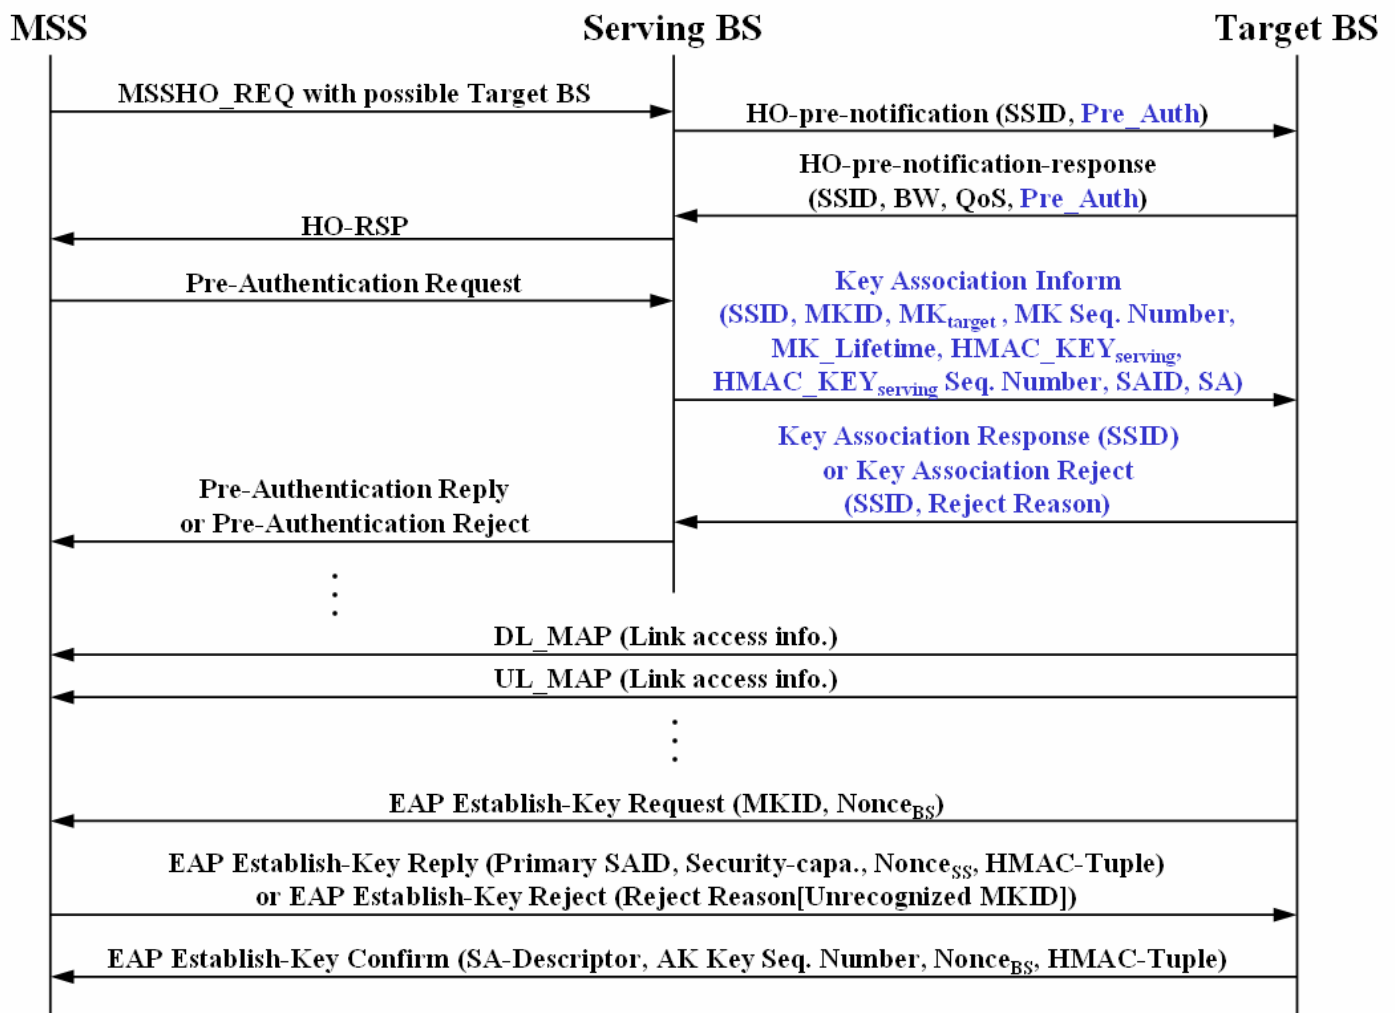 MSS Serving BS Target BS
MSSHO_REQ with possible Target BS
HO-pre-notification (SSID, Pre_Auth)
HO-pre-notification-response
(SSID, BW, QoS, Pre_Auth)
HO-RSP
Pre-Authentication Request
Key Association Inform
(SSID, MKID, MKtarget , MK Seq. Number,
MK_Lifetime, HMAC_KEYserving,
HMAC_KEYserving Seq. Number, SAID, SA)
Key Association Response (SSID)
or Key Association Reject
(SSID, Reject Reason)
Pre-Authentication Reply
or Pre-Authentication Reject
DL_MAP (Link access info.)
UL_MAP (Link access info.)
EAP Establish-Key Request (MKID, NonceBS)
EAP Establish-Key Reply (Primary SAID, Security-capa., NonceSS, HMAC-Tuple)
or EAP Establish-Key Reject (Reject Reason[Unrecognized MKID])
EAP Establish-Key Confirm (SA-Descriptor, AK Key Seq. Number, NonceBS, HMAC-Tuple)